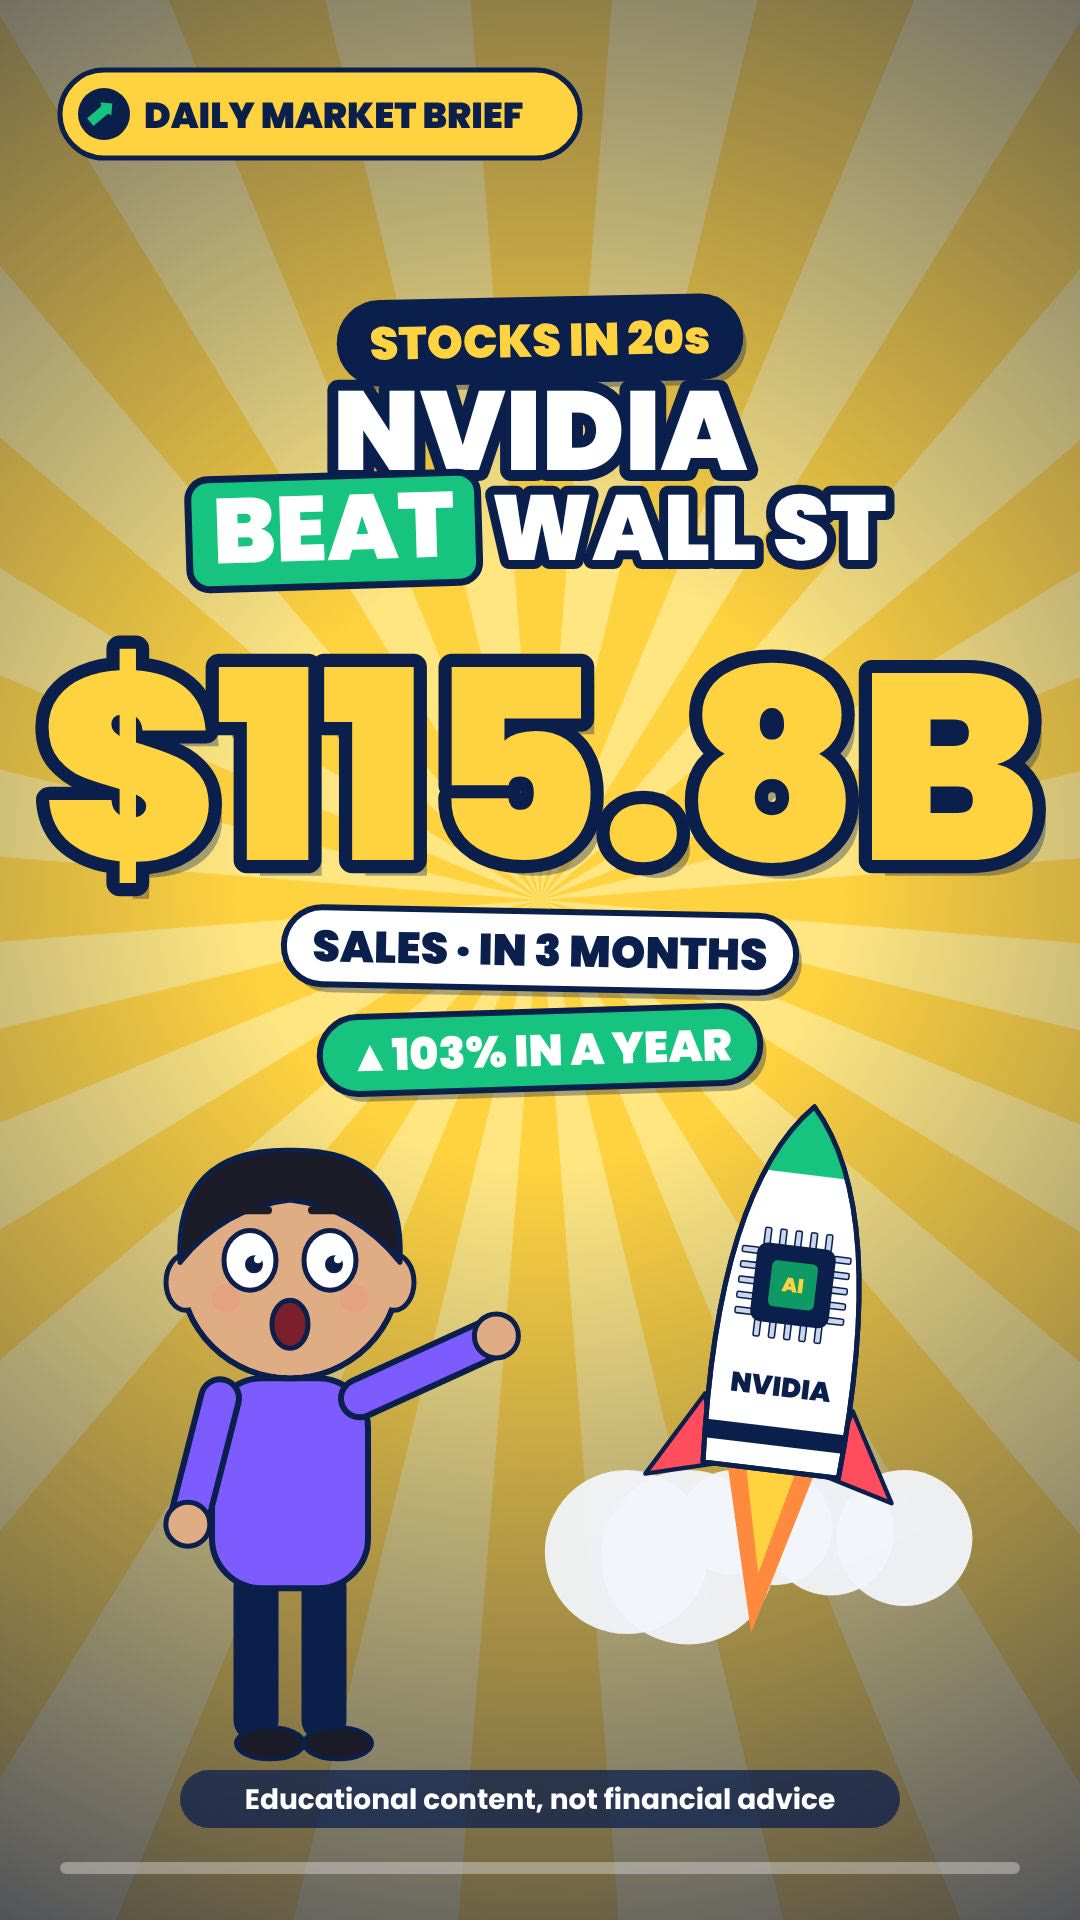 DAILY MARKET BRIEF
STOCKS IN 20s
NVIDIA
BEAT WALL ST
$115.8B
SALES · IN 3 MONTHS
▲103% IN A YEAR
AI
NVIDIA
Educational content, not financial advice